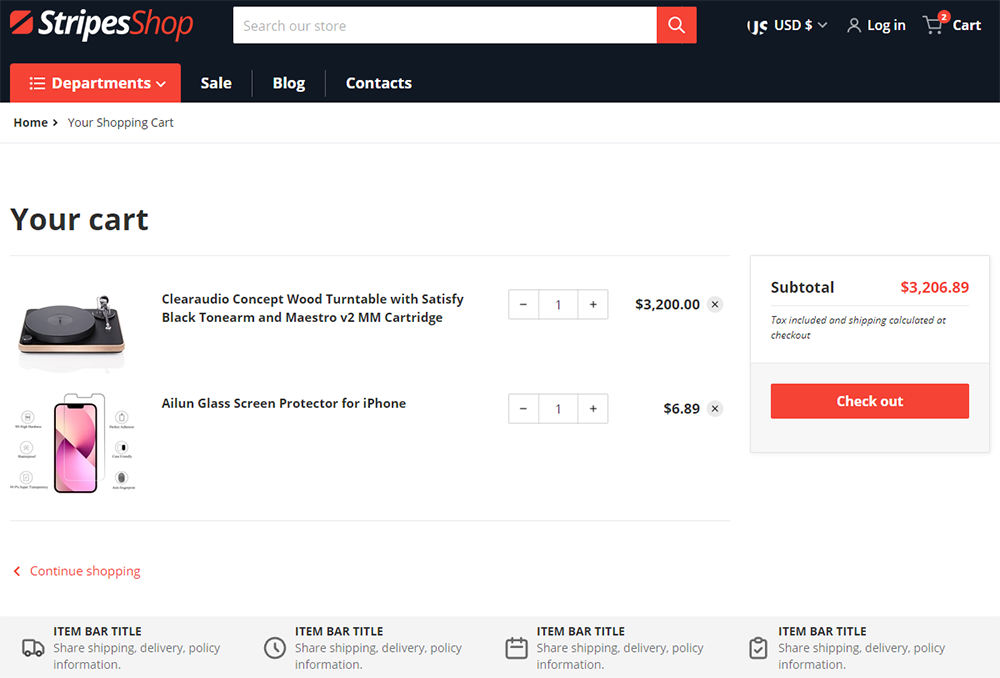 StripesShop
Search our store
USD $
Log in
2
Cart
Departments
Sale
Blog
Contacts
Home
Your Shopping Cart
Your cart
Clearaudio Concept Wood Turntable with Satisfy
Black Tonearm and Maestro v2 MM Cartridge
− 1 +
$3,200.00 ×
Subtotal
$3,206.89
Tax included and shipping calculated at
checkout
Check out
Ailun Glass Screen Protector for iPhone
− 1 +
$6.89 ×
Continue shopping
ITEM BAR TITLE
Share shipping, delivery, policy
information.
ITEM BAR TITLE
Share shipping, delivery, policy
information.
ITEM BAR TITLE
Share shipping, delivery, policy
information.
ITEM BAR TITLE
Share shipping, delivery, policy
information.